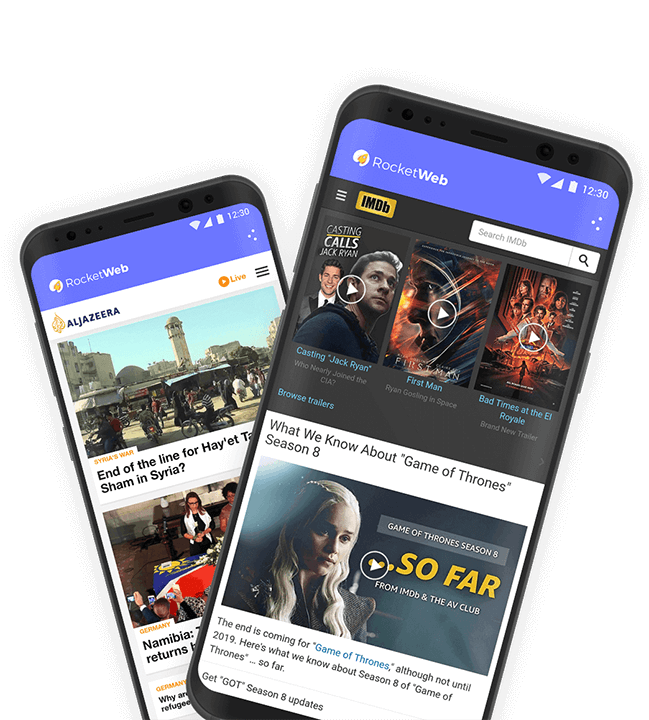 12:30
RocketWeb
Live
ALJAZEERA
SYRIA'S WAR
End of the line for Hay'et Ta
Sham in Syria?
GERMANY
Namibia:
returns
GERMANY
Why are
refugee
RocketWeb
12:30
IMDb
Search IMDb
CASTING
CALLS
JACK RYAN
FIRST MAN
Casting "Jack Ryan"
Who Nearly Joined the
CIA?
First Man
Ryan Gosling in Space
Bad Times at the El
Royale
Brand New Trailer
Browse trailers
What We Know About "Game of Thrones"
Season 8
GAME OF THRONES SEASON 8
...SO FAR
FROM IMDb & THE AV CLUB
The end is coming for "Game of Thrones," although not until
2019. Here's what we know about Season 8 of "Game of
Thrones" ... so far.
Get "GOT" Season 8 updates